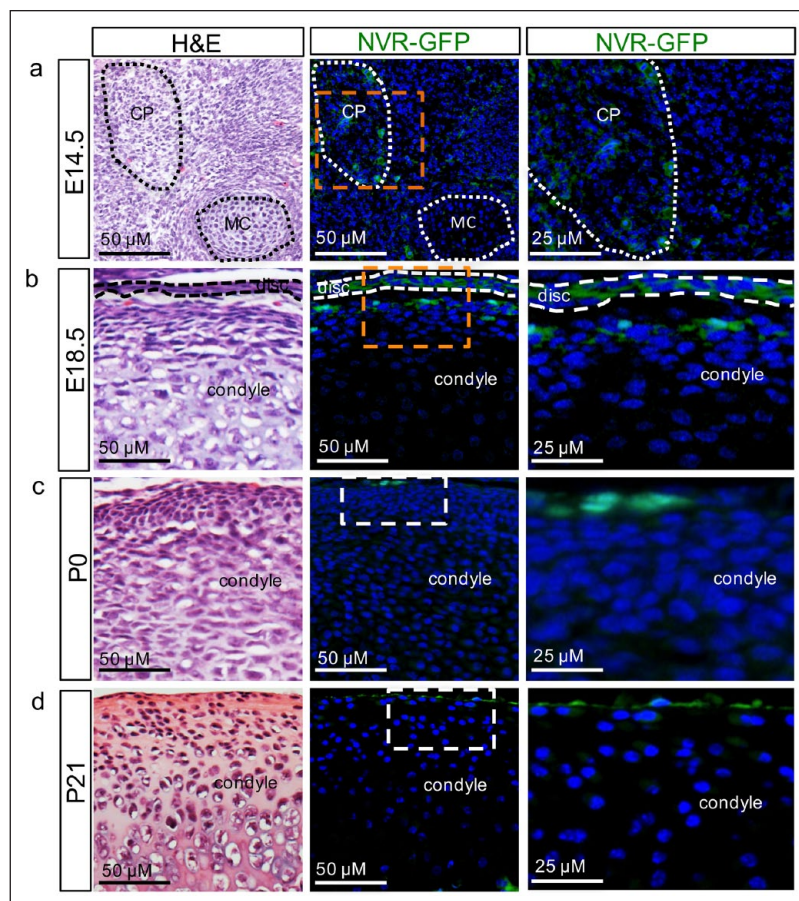 H&E
NVR-GFP
NVR-GFP
a
E14.5
CP
MC
50 µM
CP
MC
50 µM
CP
25 µM
b
E18.5
disc
condyle
50 µM
disc
condyle
50 µM
disc
condyle
25 µM
c
P0
condyle
50 µM
condyle
50 µM
condyle
25 µM
d
P21
condyle
50 µM
condyle
50 µM
condyle
25 µM